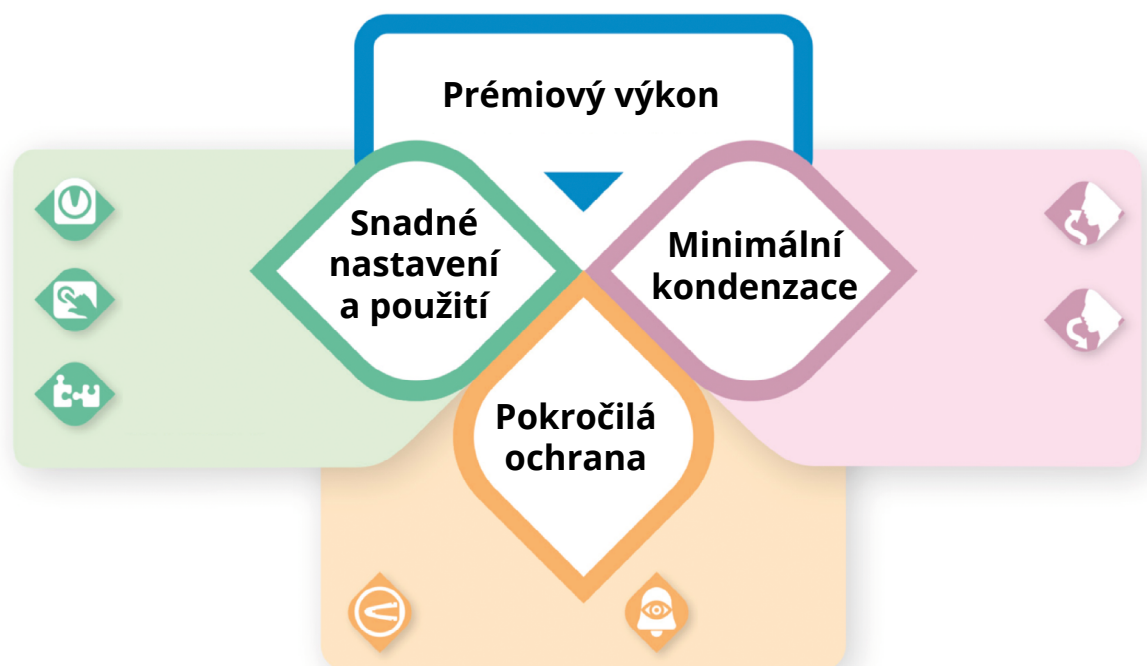 Prémiový výkon
Snadné
nastavení
a použití
Minimální
kondenzace
Pokročilá
ochrana